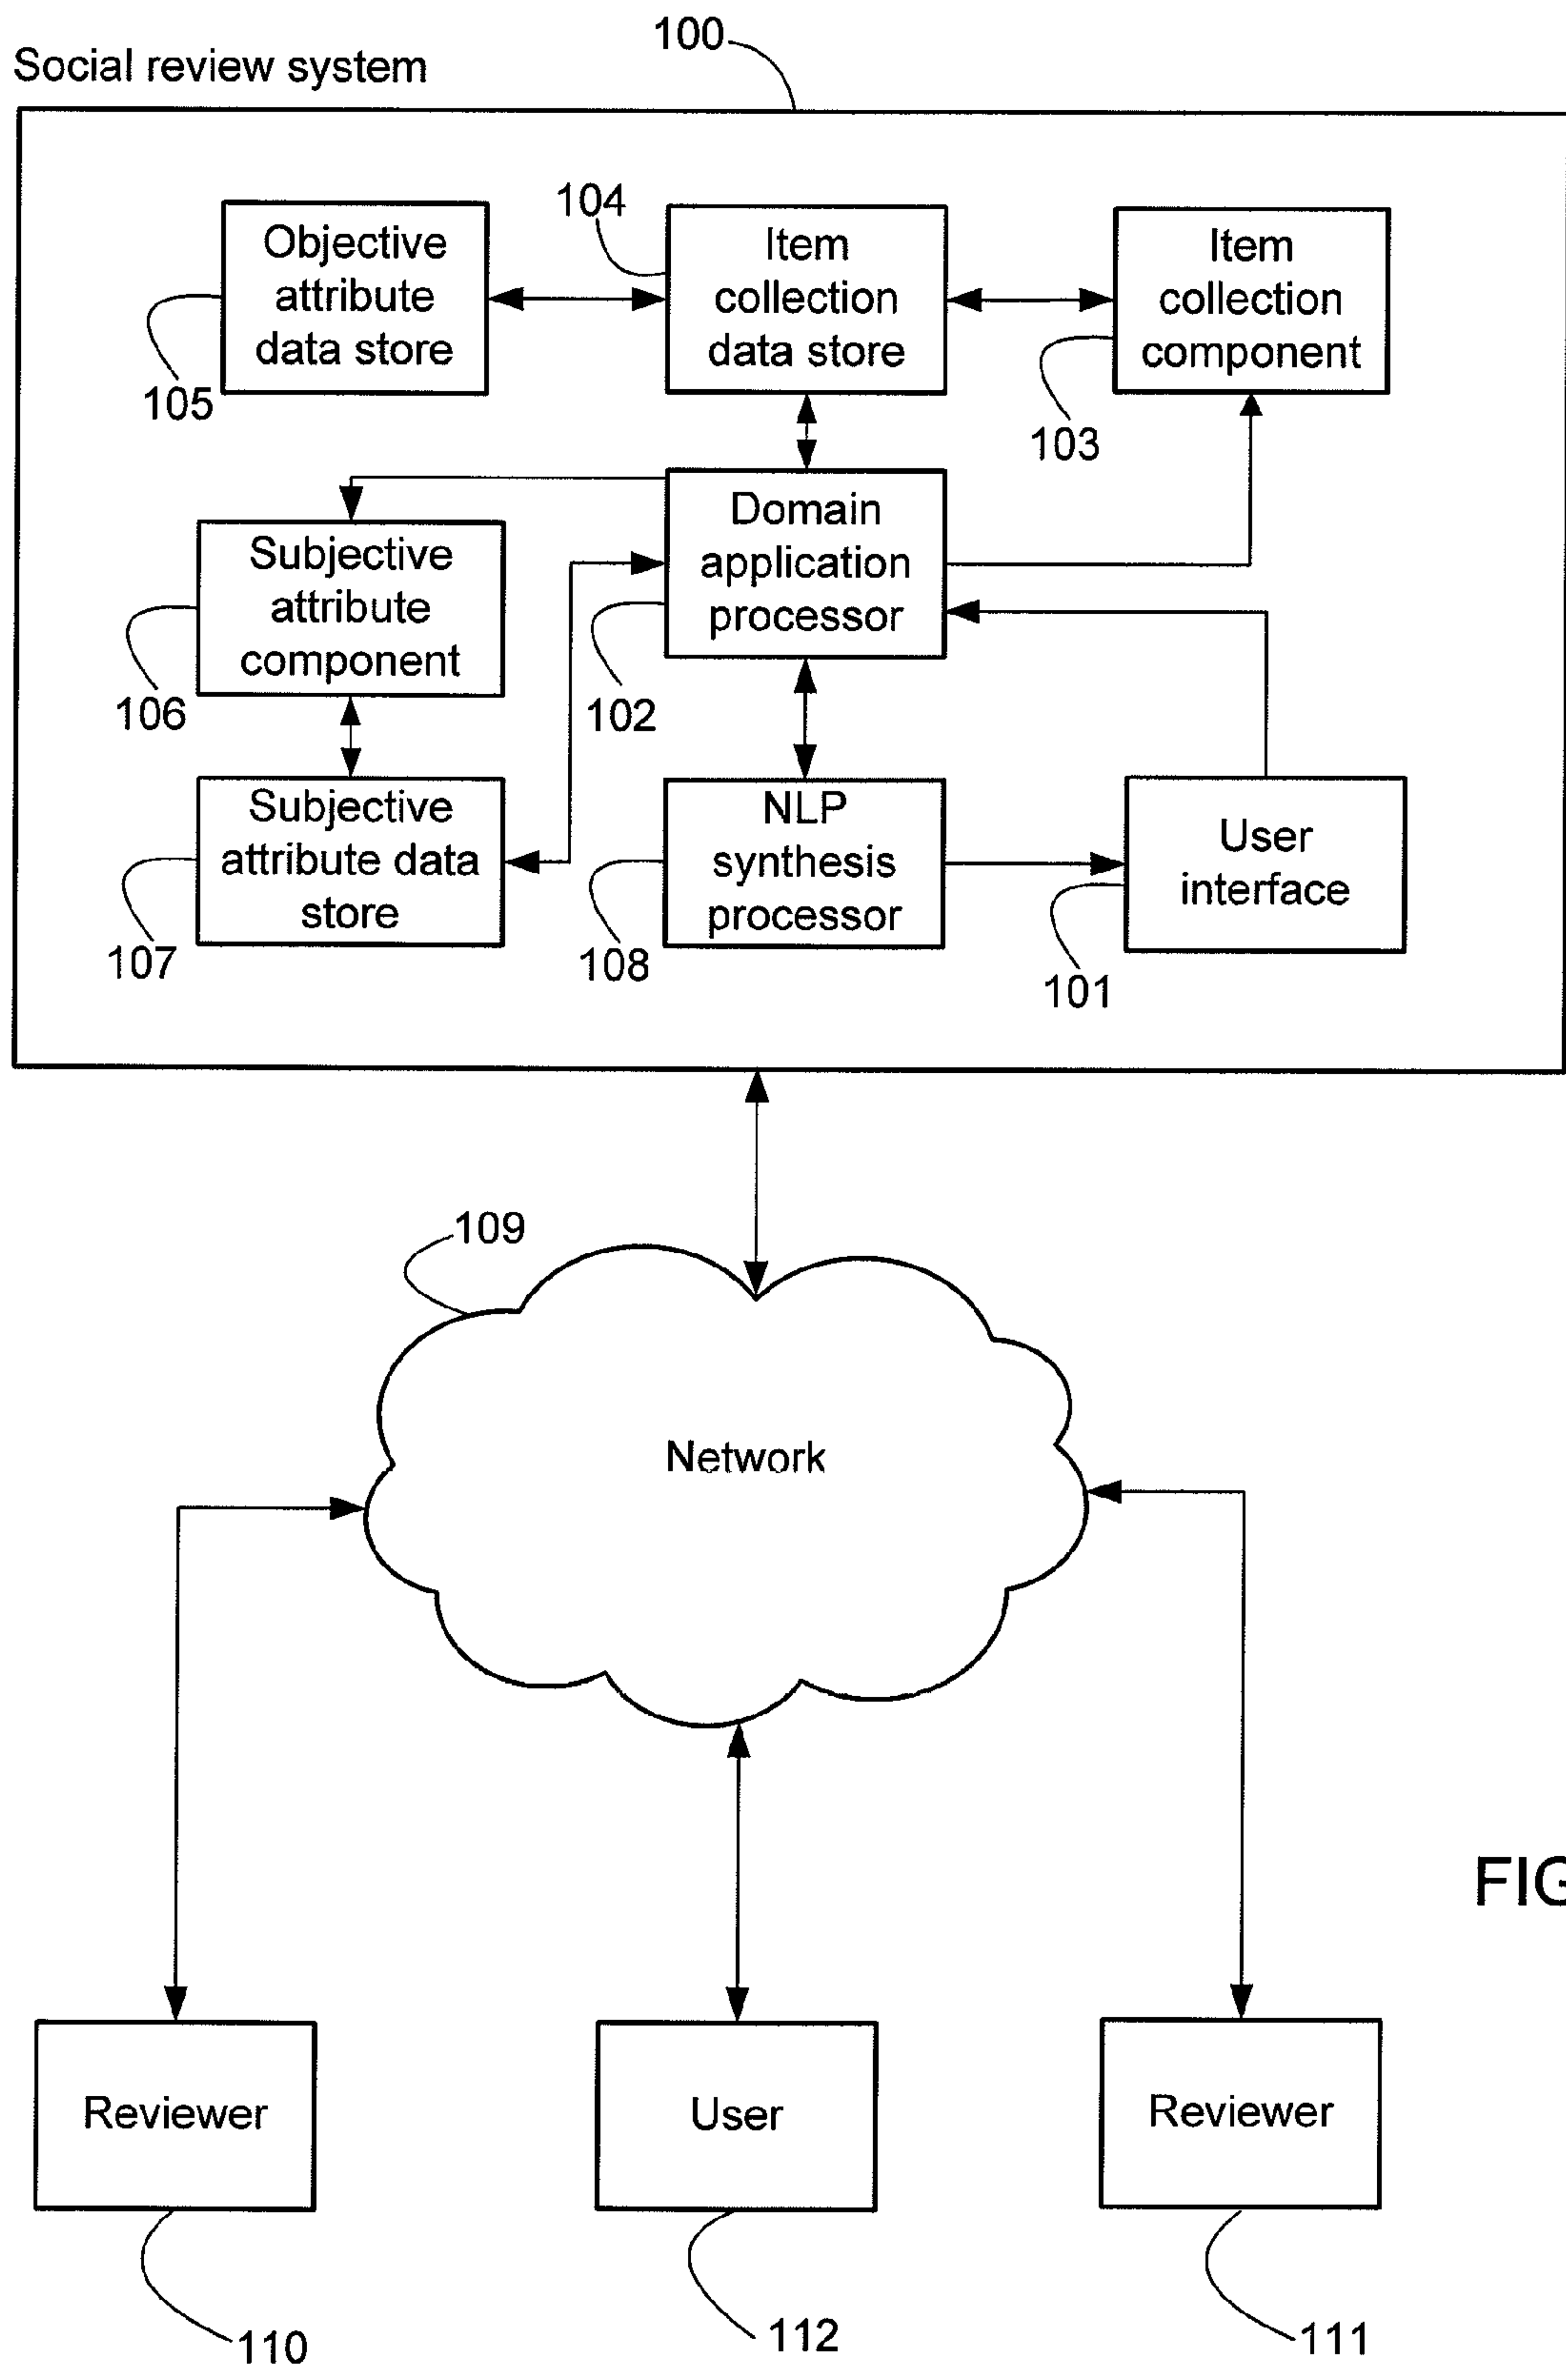 100
Social review system
104
Objective
attribute
data store
Item
collection
data store
Item
collection
component
105
103
Domain
application
processor
Subjective
attribute
component
106
102
Subjective
attribute data
store
NLP
synthesis
processor
User
interface
107
108
101
109
Network
FIG
Reviewer
User
Reviewer
110
112
111